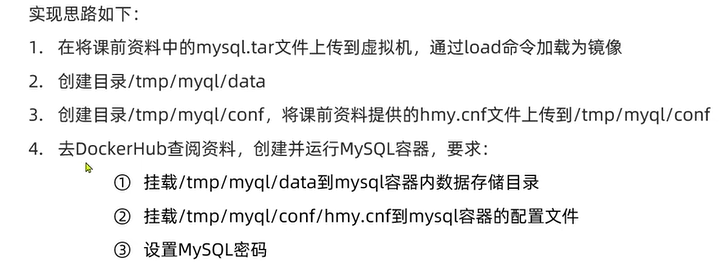 实现思路如下：
1. 在将课前资料中的mysql.tar文件上传到虚拟机，通过load命令加载为镜像
2. 创建目录/tmp/myql/data
3. 创建目录/tmp/myql/conf，将课前资料提供的hmy.cnf文件上传到/tmp/myql/conf
4. 去DockerHub查阅资料，创建并运行MySQL容器，要求：
① 挂载/tmp/myql/data到mysql容器内数据存储目录
② 挂载/tmp/myql/conf/hmy.cnf到mysql容器的配置文件
③ 设置MySQL密码